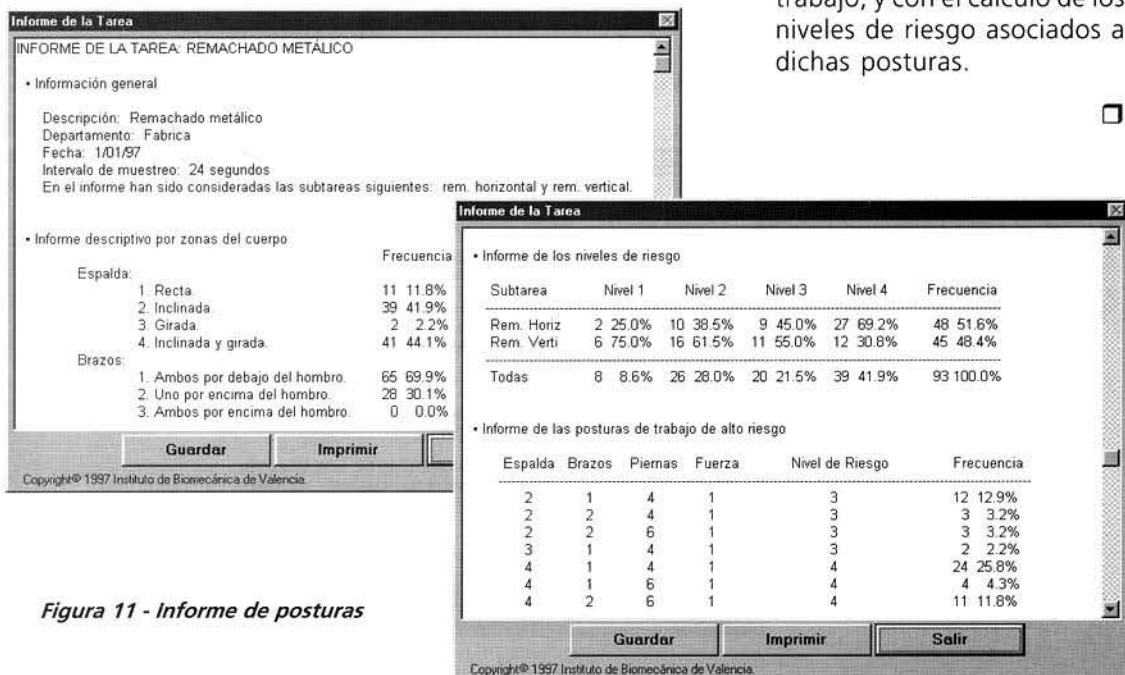 trabajo, y con el cálculo de los
niveles de riesgo asociados a
dichas posturas.
Informe de la Tarea
INFORME DE LA TAREA: REMACHADO METÁLICO
• Información general
Descripción: Remachado metálico
Departamento: Fabrica
Fecha: 1/01/97
Intervalo de muestreo: 24 segundos
En el informe han sido consideradas las subtareas siguientes: rem. horizontal y rem. vertical.
• Informe descriptivo por zonas del cuerpo
Frecuencia
Espalda:
1. Recta. 11 11.8%
2. Inclinada. 39 41.9%
3. Girada. 2 2.2%
4. Inclinada y girada. 41 44.1%
Brazos:
1. Ambos por debajo del hombro. 65 69.9%
2. Uno por encima del hombro. 28 30.1%
3. Ambos por encima del hombro. 0 0.0%
Guardar Imprimir
Copyright© 1997 Instituto de Biomecánica de Valencia.
Informe de la Tarea
• Informe de los niveles de riesgo
Subtarea Nivel 1 Nivel 2 Nivel 3 Nivel 4 Frecuencia
Rem. Horiz 2 25.0% 10 38.5% 9 45.0% 27 69.2% 48 51.6%
Rem. Verti 6 75.0% 16 61.5% 11 55.0% 12 30.8% 45 48.4%
Todas 8 8.6% 26 28.0% 20 21.5% 39 41.9% 93 100.0%
• Informe de las posturas de trabajo de alto riesgo
Espalda Brazos Piernas Fuerza Nivel de Riesgo Frecuencia
2 1 4 1 3 12 12.9%
2 2 4 1 3 3 3.2%
2 2 6 1 3 3 3.2%
3 1 4 1 3 2 2.2%
4 1 4 1 4 24 25.8%
4 1 6 1 4 4 4.3%
4 2 6 1 4 11 11.8%
Guardar Imprimir Salir
Copyright© 1997 Instituto de Biomecánica de Valencia.
Figura 11 - Informe de posturas